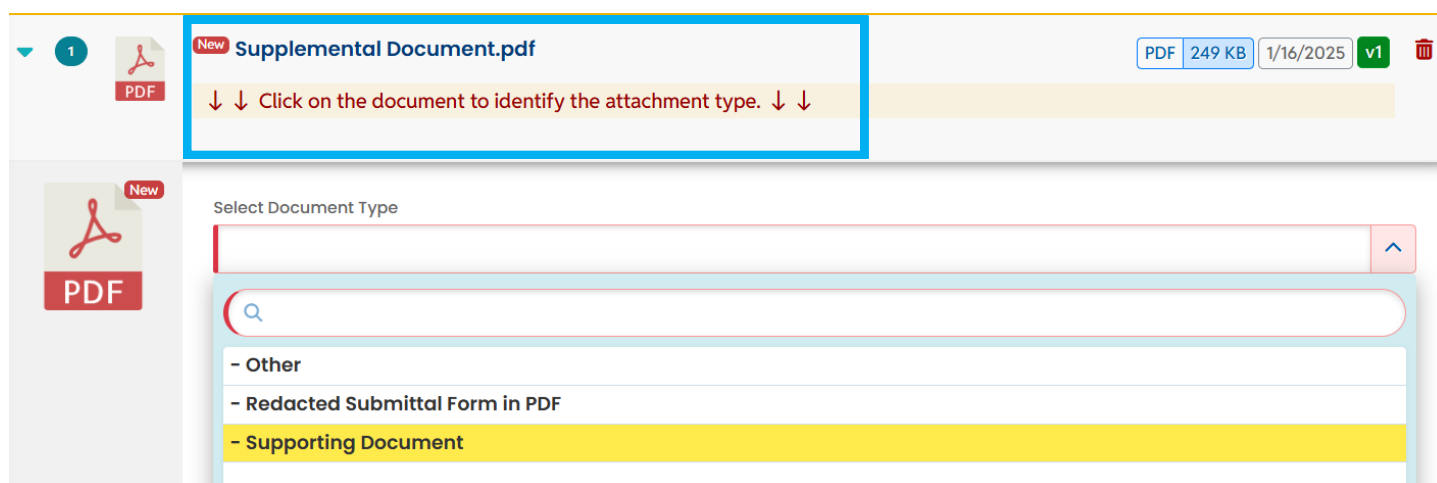 1 PDF New Supplemental Document.pdf PDF 249 KB 1/16/2025 v1
↓ ↓ Click on the document to identify the attachment type. ↓ ↓
New
PDF
Select Document Type
- Other
- Redacted Submittal Form in PDF
- Supporting Document